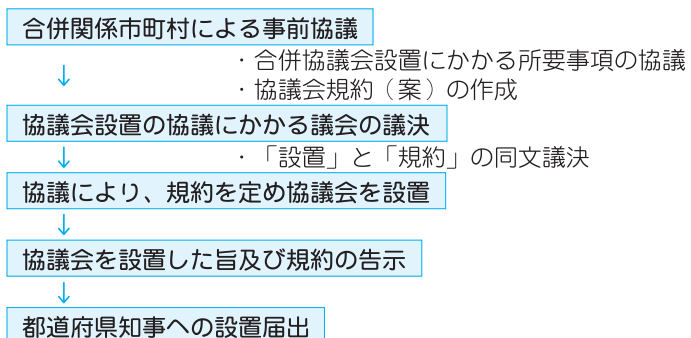 合併関係市町村による事前協議
・合併協議会設置にかかる所要事項の協議
・協議会規約（案）の作成
協議会設置の協議にかかる議会の議決
・「設置」と「規約」の同文議決
協議により、規約を定め協議会を設置
協議会を設置した旨及び規約の告示
都道府県知事への設置届出